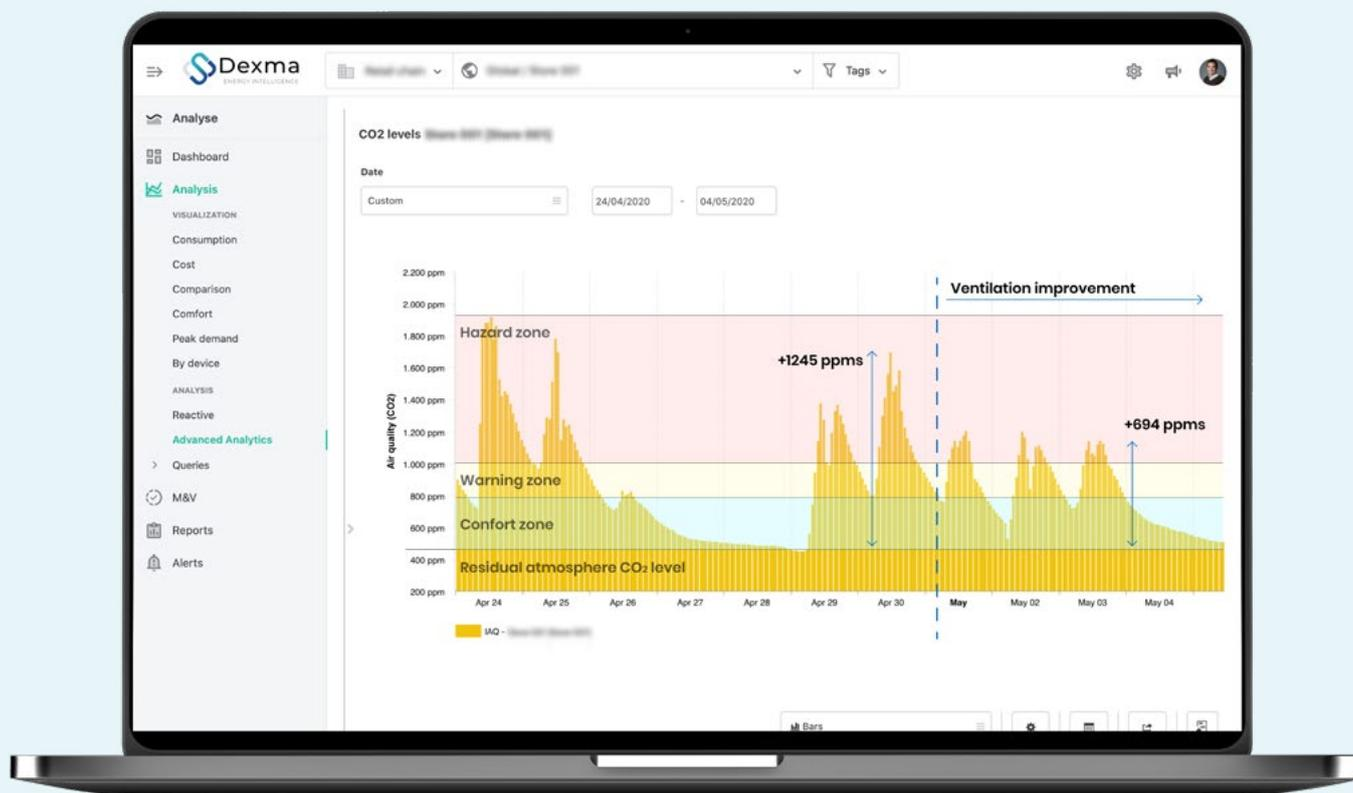 Dexma
ENERGY INTELLIGENCE
Tags
Analyse
Dashboard
Analysis
VISUALIZATION
Consumption
Cost
Comparison
Comfort
Peak demand
By device
ANALYSIS
Reactive
Advanced Analytics
Queries
M&V
Reports
Alerts
CO2 levels
Date
Custom
24/04/2020 - 04/05/2020
Air quality (CO2)
2.200 ppm
2.000 ppm
1.800 ppm
1.600 ppm
1.400 ppm
1.200 ppm
1.000 ppm
800 ppm
600 ppm
400 ppm
200 ppm
Ventilation improvement
Hazard zone
+1245 ppms
+694 ppms
Warning zone
Confort zone
Residual atmosphere CO₂ level
Apr 24 Apr 25 Apr 26 Apr 27 Apr 28 Apr 29 Apr 30 May May 02 May 03 May 04
IAQ -
Bars